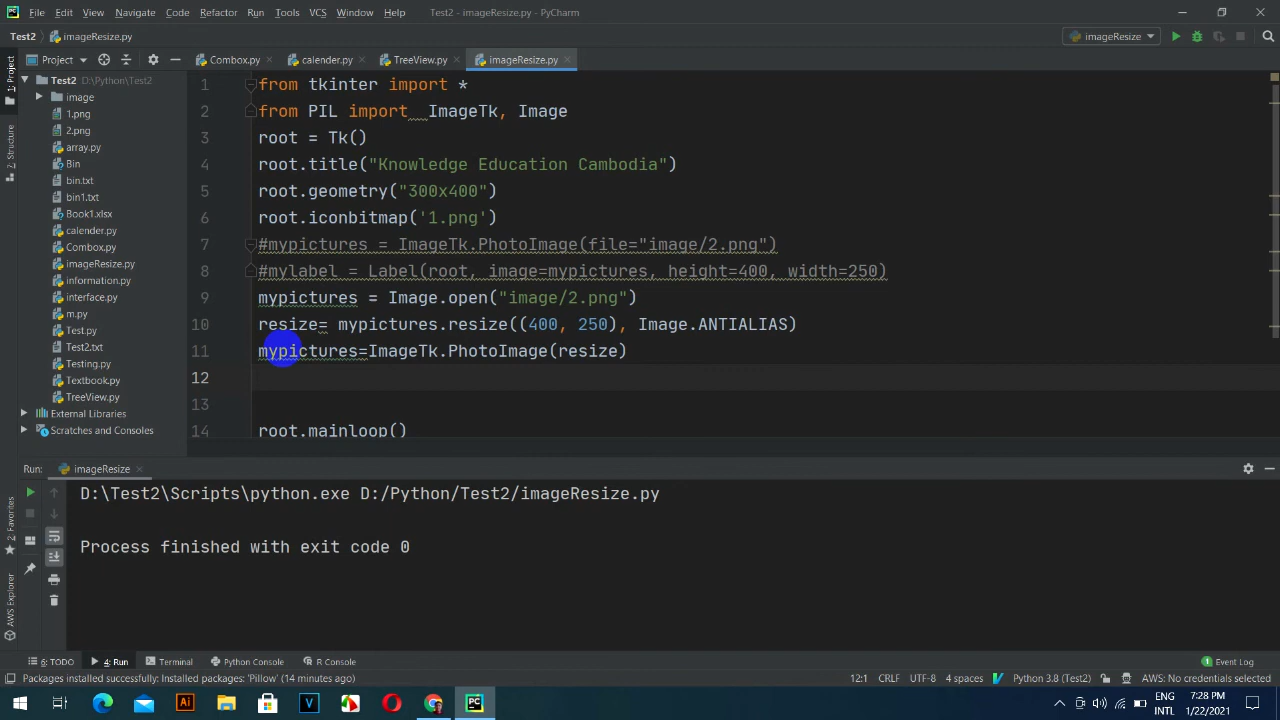 File Edit View Navigate Code Refactor Run Tools VCS Window Help Test2 - imageResize.py - PyCharm
Test2 imageResize.py imageResize
Project Combox.py calender.py TreeView.py imageResize.py
1: Project
7: Structure
2: Favorites
AWS Explorer
Test2 D:\Python\Test2
image
1.png
2.png
array.py
Bin
bin.txt
bin1.txt
Book1.xlsx
calender.py
Combox.py
imageResize.py
information.py
interface.py
m.py
Test.py
Test2.txt
Testing.py
Textbook.py
TreeView.py
External Libraries
Scratches and Consoles
1 from tkinter import *
2 from PIL import  ImageTk, Image
3 root = Tk()
4 root.title("Knowledge Education Cambodia")
5 root.geometry("300x400")
6 root.iconbitmap('1.png')
7 #mypictures = ImageTk.PhotoImage(file="image/2.png")
8 #mylabel = Label(root, image=mypictures, height=400, width=250)
9 mypictures = Image.open("image/2.png")
10 resize= mypictures.resize((400, 250), Image.ANTIALIAS)
11 mypictures=ImageTk.PhotoImage(resize)
12
13
14 root.mainloop()
Run: imageResize
D:\Test2\Scripts\python.exe D:/Python/Test2/imageResize.py
Process finished with exit code 0
6: TODO 4: Run Terminal Python Console R Console Event Log
Packages installed successfully: Installed packages: 'Pillow' (14 minutes ago) 12:1 CRLF UTF-8 4 spaces Python 3.8 (Test2) AWS: No credentials selected
ENG 7:28 PM
INTL 1/22/2021